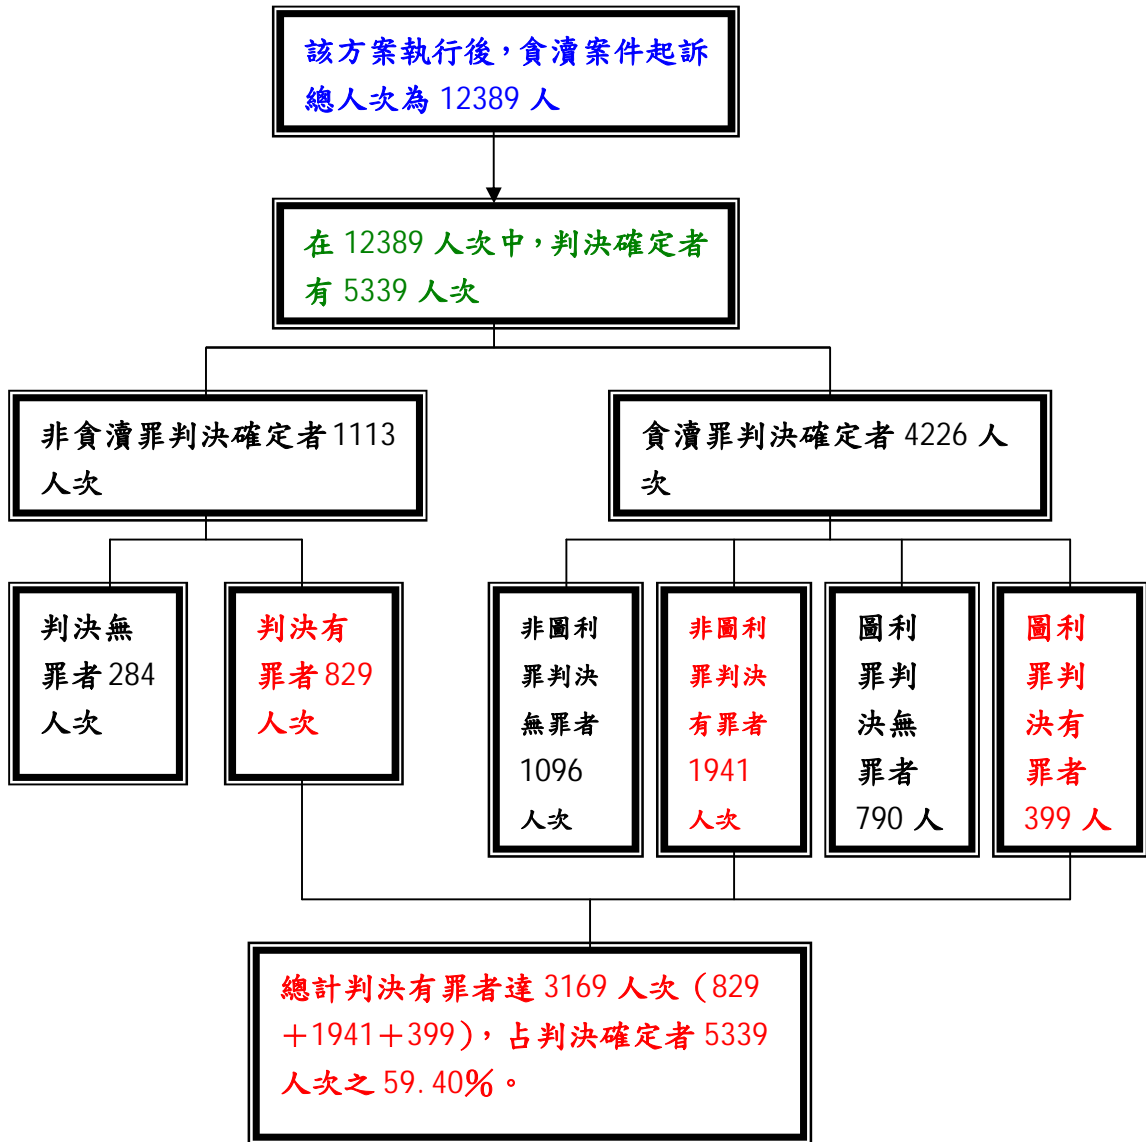 該方案執行後，貪瀆案件起訴
總人次為 12389 人
在 12389 人次中，判決確定者
有 5339 人次
非貪瀆罪判決確定者 1113
人次
貪瀆罪判決確定者 4226 人
次
判決無
罪者 284
人次
判決有
罪者 829
人次
非圖利
罪判決
無罪者
1096
人次
非圖利
罪判決
有罪者
1941
人次
圖利
罪判
決無
罪者
790 人
圖利
罪判
決有
罪者
399 人
總計判決有罪者達 3169 人次（829
＋1941＋399），占判決確定者 5339
人次之 59.40％。